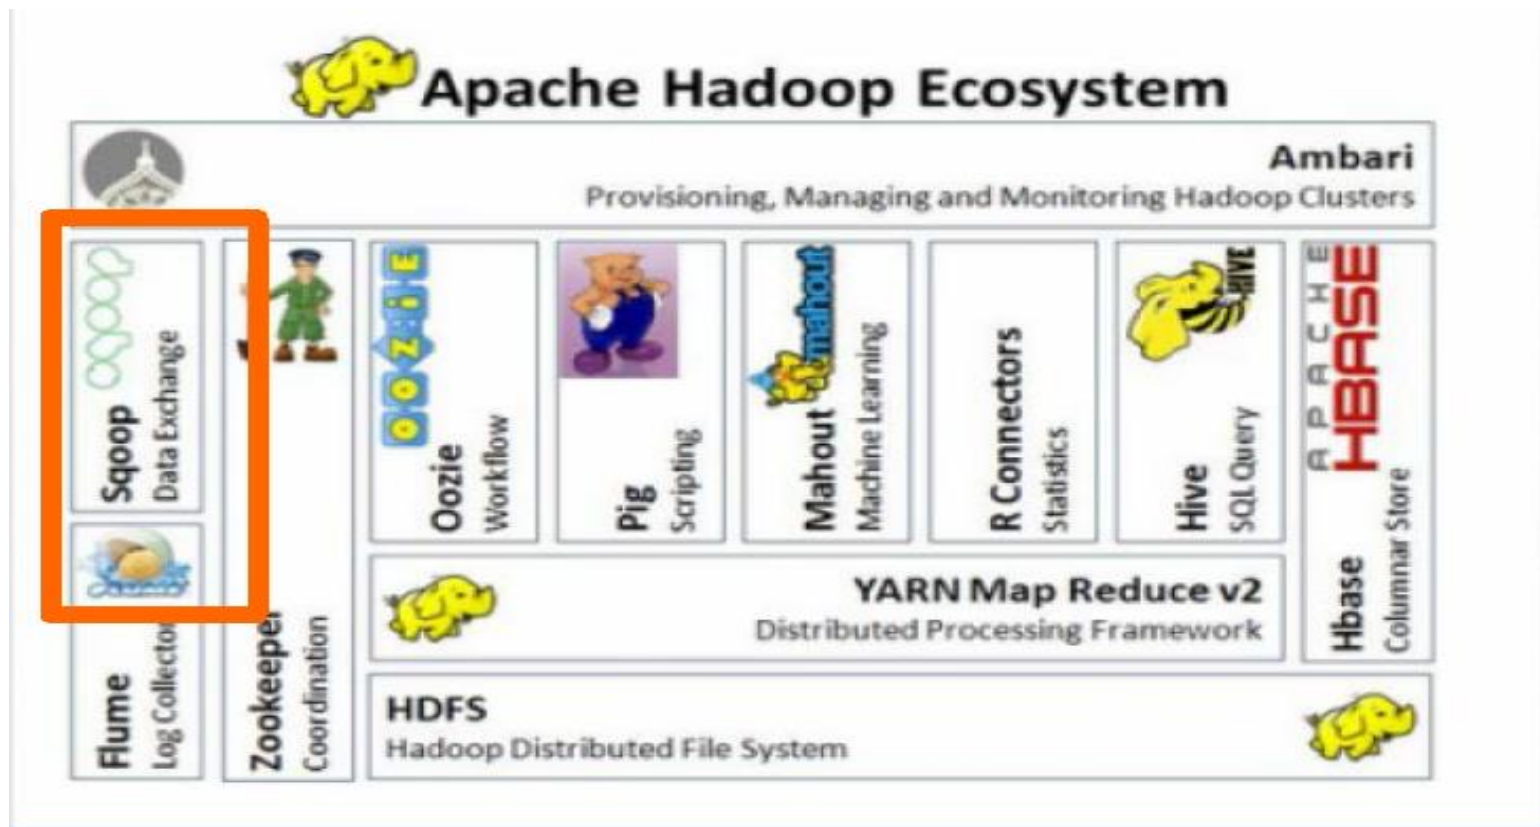 Apache Hadoop Ecosystem
Ambari
Provisioning, Managing and Monitoring Hadoop Clusters
Sqoop
Data Exchange
Flume
Log Collector
Zookeeper
Coordination
OOZIE
Oozie
Workflow
Pig
Scripting
mahout
Mahout
Machine Learning
R Connectors
Statistics
HIVE
Hive
SQL Query
APACHE
HBASE
Hbase
Columnar Store
YARN Map Reduce v2
Distributed Processing Framework
HDFS
Hadoop Distributed File System